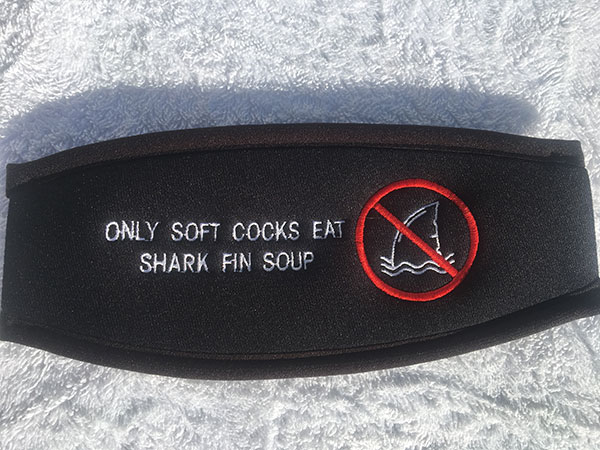 ONLY SOFT COCKS EAT
SHARK FIN SOUP